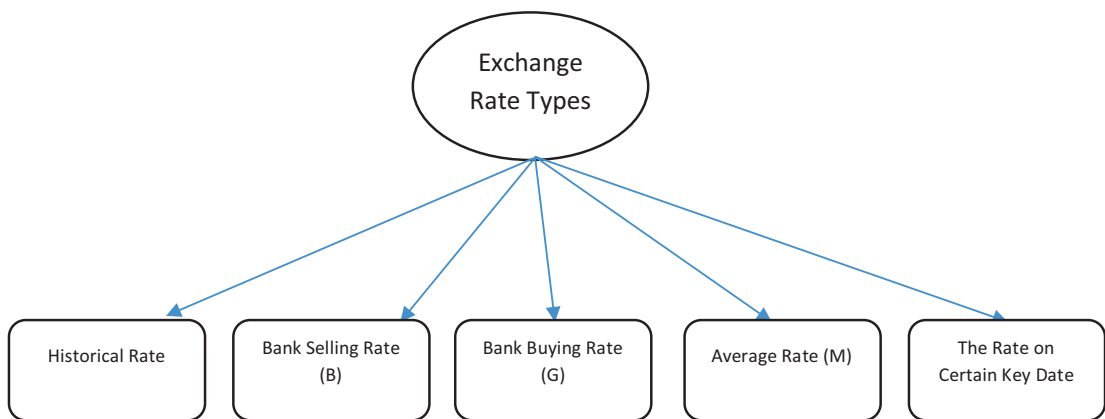 Exchange
Rate Types
Historical Rate
Bank Selling Rate
(B)
Bank Buying Rate
(G)
Average Rate (M)
The Rate on
Certain Key Date